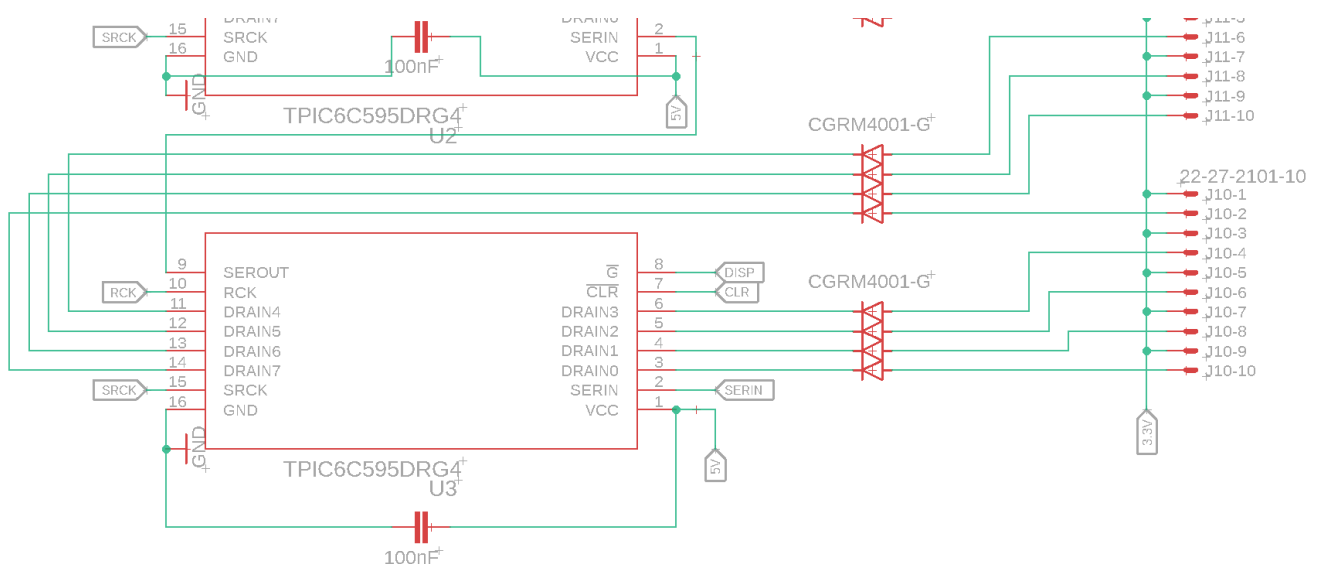 DRAIN7
DRAIN0
J11-5
15
SRCK
SRCK
2
SERIN
J11-6
16
GND
1
VCC
J11-7
100nF
J11-8
GND
5V
J11-9
TPIC6C595DRG4
CGRM4001-G
J11-10
U2
22-27-2101-10
J10-1
J10-2
J10-3
9
SEROUT
8
G
DISP
CGRM4001-G
J10-4
J10-5
10
RCK
RCK
7
CLR
CLR
J10-6
11
DRAIN4
6
DRAIN3
J10-7
12
DRAIN5
5
DRAIN2
J10-8
13
DRAIN6
4
DRAIN1
J10-9
14
DRAIN7
3
DRAIN0
J10-10
15
SRCK
SRCK
2
SERIN
SERIN
16
GND
1
VCC
3.3V
GND
5V
TPIC6C595DRG4
U3
100nF